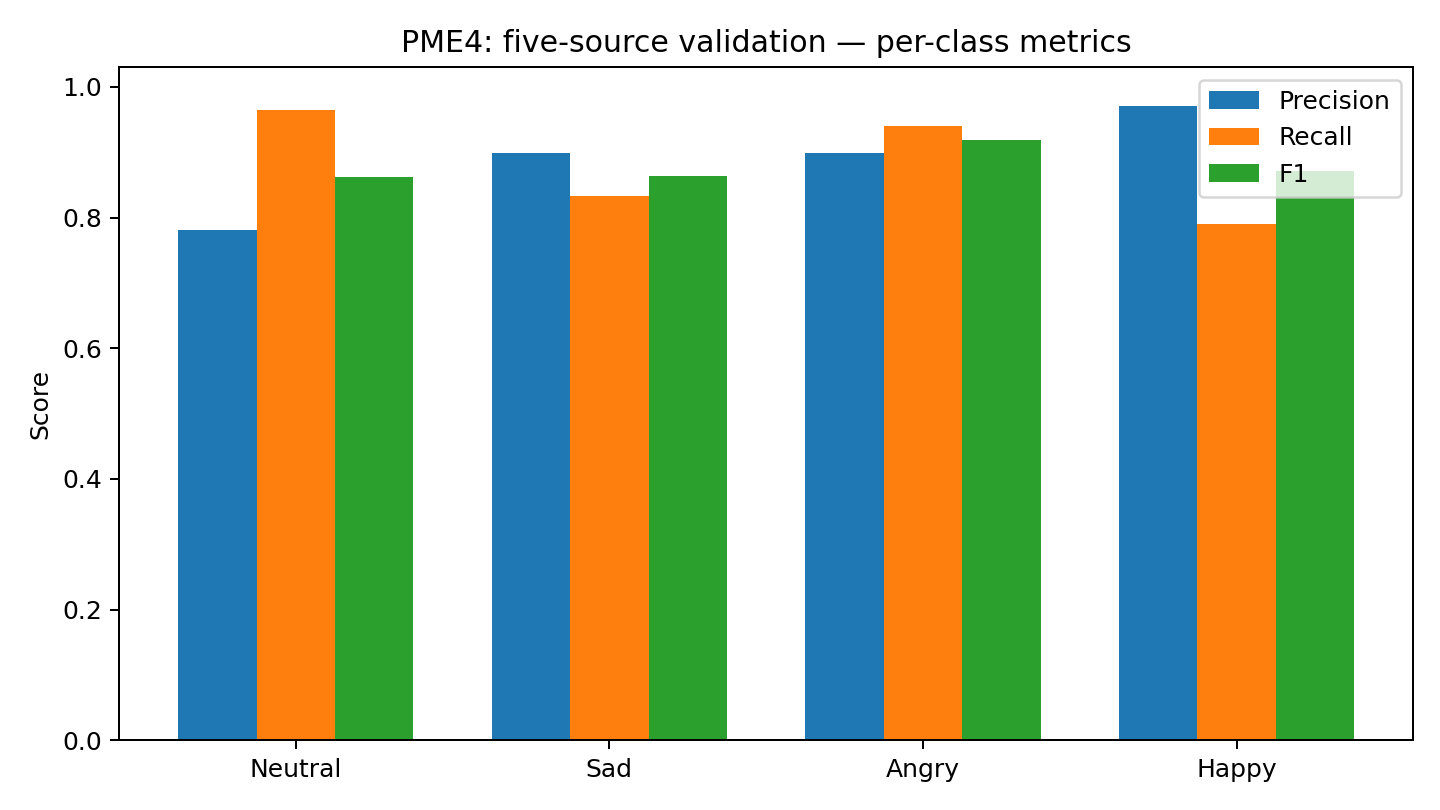 PME4: five-source validation — per-class metrics
Score
1.0
0.8
0.6
0.4
0.2
0.0
Precision
Recall
F1
Neutral
Sad
Angry
Happy